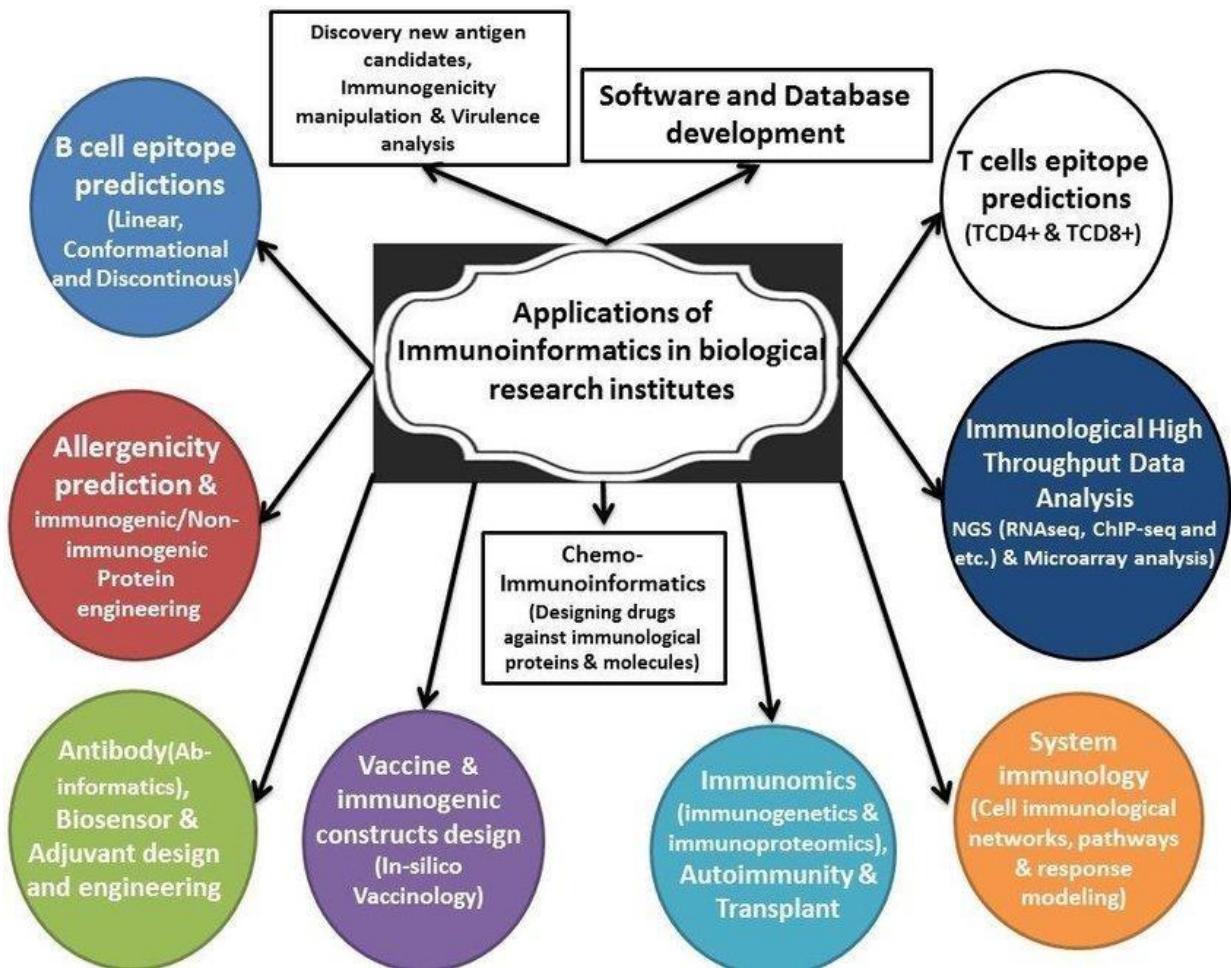 Discovery new antigen
candidates,
Immunogenicity
manipulation & Virulence
analysis
Software and Database
development
B cell epitope
predictions
(Linear,
Conformational
and Discontinous)
T cells epitope
predictions
(TCD4+ & TCD8+)
Applications of
Immunoinformatics in biological
research institutes
Allergenicity
prediction &
immunogenic/Non-
immunogenic
Protein
engineering
Immunological High
Throughput Data
Analysis
NGS (RNAseq, ChIP-seq and
etc.) & Microarray analysis)
Chemo-
Immunoinformatics
(Designing drugs
against immunological
proteins & molecules)
Antibody(Ab-
informatics),
Biosensor &
Adjuvant design
and engineering
Vaccine &
immunogenic
constructs design
(In-silico
Vaccinology)
Immunomics
(immunogenetics &
immunoproteomics),
Autoimmunity &
Transplant
System
immunology
(Cell immunological
networks, pathways
& response
modeling)